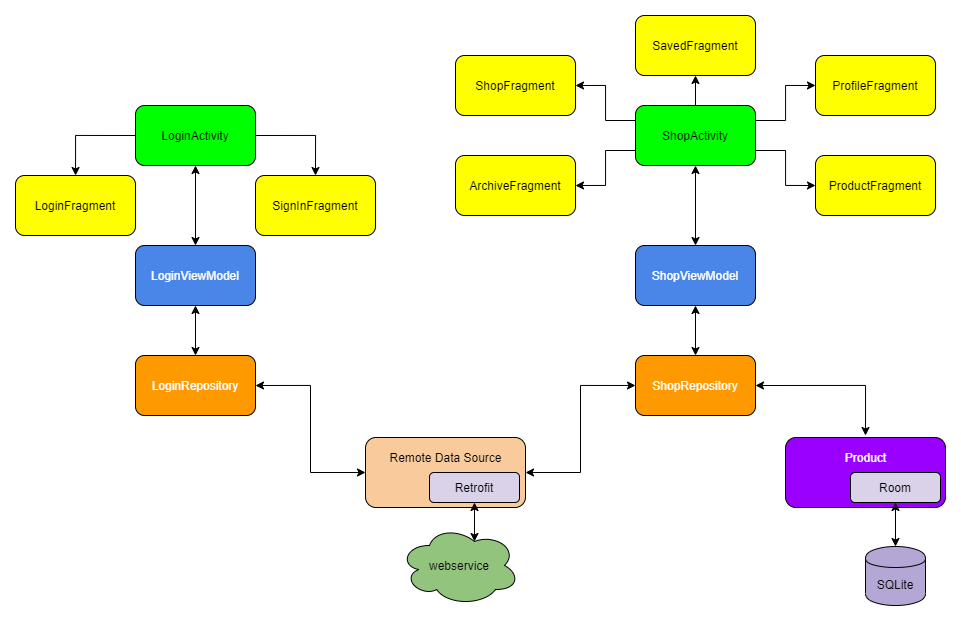 SavedFragment
ShopFragment
ProfileFragment
LoginActivity
ShopActivity
LoginFragment
SignInFragment
ArchiveFragment
ProductFragment
LoginViewModel
ShopViewModel
LoginRepository
ShopRepository
Remote Data Source
Product
Retrofit
Room
webservice
SQLite